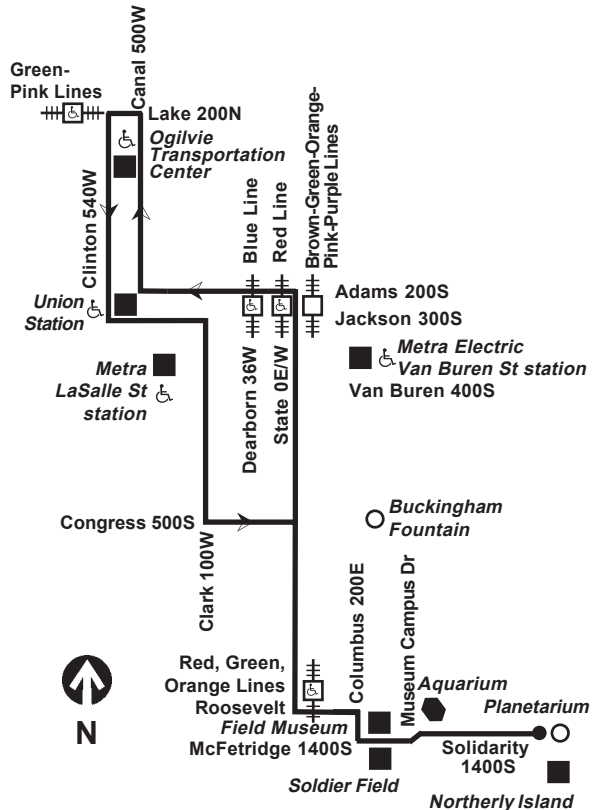 Canal 500W
Green-
Pink Lines
Lake 200N
Ogilvie
Transportation
Center
Clinton 540W
Blue Line
Red Line
Brown-Green-Orange-
Pink-Purple Lines
Union
Station
Adams 200S
Jackson 300S
Metra Electric
Van Buren St station
Van Buren 400S
Metra
LaSalle St
station
Dearborn 36W
State 0E/W
Congress 500S
Clark 100W
Buckingham
Fountain
Columbus 200E
Museum Campus Dr
Red, Green,
Orange Lines
Roosevelt
Field Museum
McFetridge 1400S
Aquarium
Planetarium
Solidarity
1400S
Soldier Field
Northerly Island
N